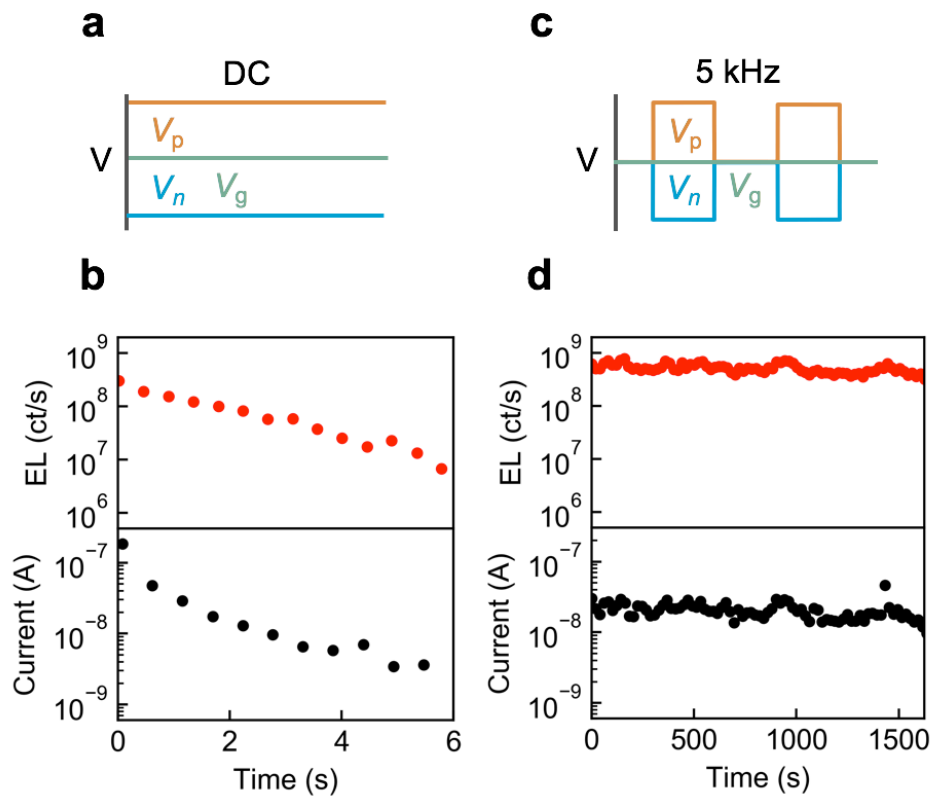 a
DC
V
Vp
Vn
Vg
c
5 kHz
V
Vp
Vn
Vg
b
EL (ct/s)
10⁹
10⁸
10⁷
10⁶
Current (A)
10⁻⁷
10⁻⁸
10⁻⁹
0 2 4 6
Time (s)
d
EL (ct/s)
10⁹
10⁸
10⁷
10⁶
Current (A)
10⁻⁷
10⁻⁸
10⁻⁹
0 500 1000 1500
Time (s)